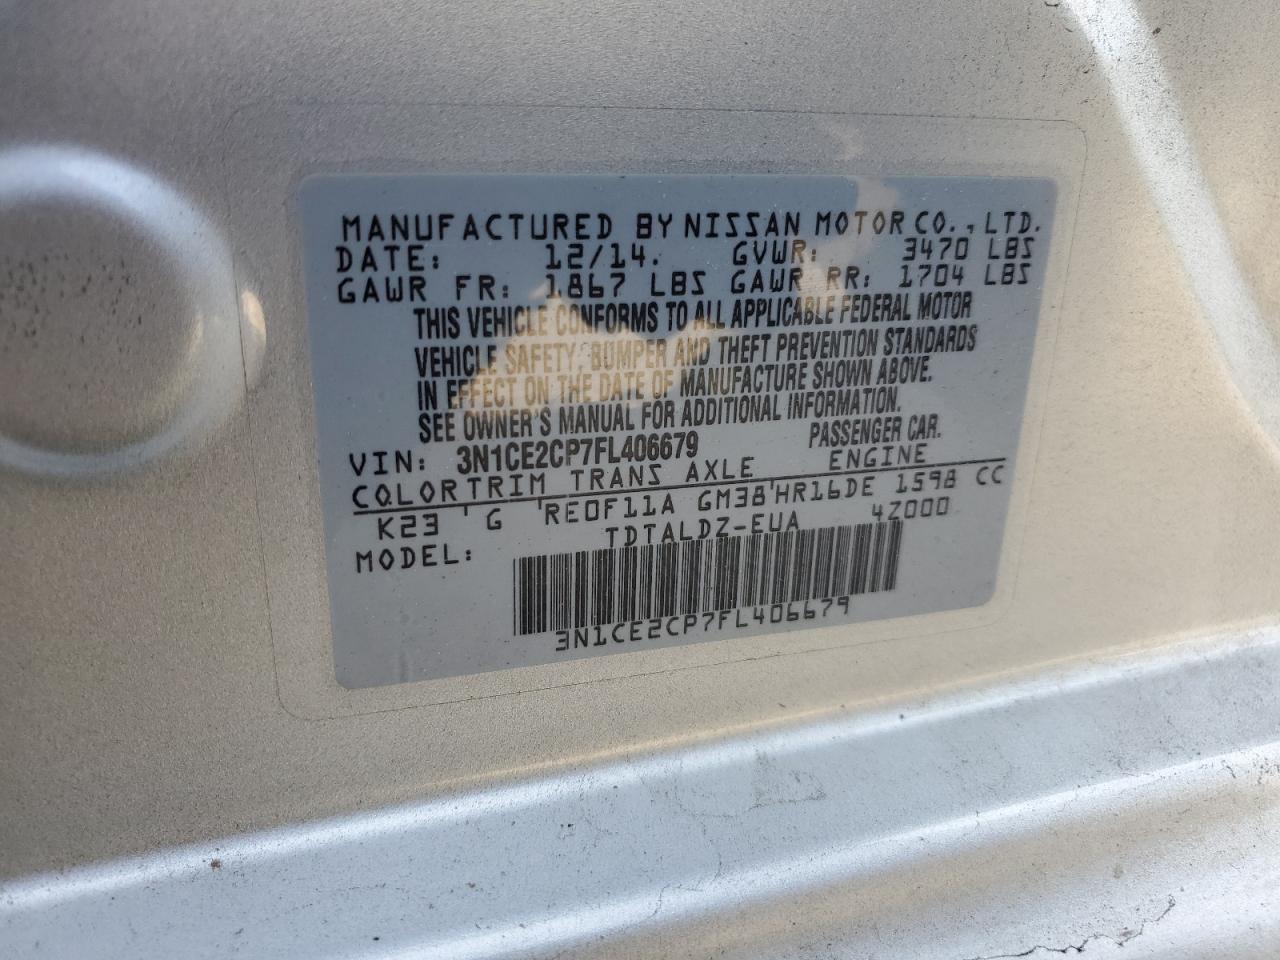 MANUFACTURED BY NISSAN MOTOR CO., LTD.
DATE: 12/14. GVWR: 3470 LBS
GAWR FR: 1867 LBS GAWR RR: 1704 LBS
THIS VEHICLE CONFORMS TO ALL APPLICABLE FEDERAL MOTOR
VEHICLE SAFETY, BUMPER AND THEFT PREVENTION STANDARDS
IN EFFECT ON THE DATE OF MANUFACTURE SHOWN ABOVE.
SEE OWNER'S MANUAL FOR ADDITIONAL INFORMATION.
VIN: 3N1CE2CP7FL406679 PASSENGER CAR.
COLORTRIM TRANS AXLE ENGINE
K23 ' G 'RE0F11A GM38'HR16DE 1598 CC
MODEL: TDTALDZ-EUA 4Z000
3N1CE2CP7FL406679